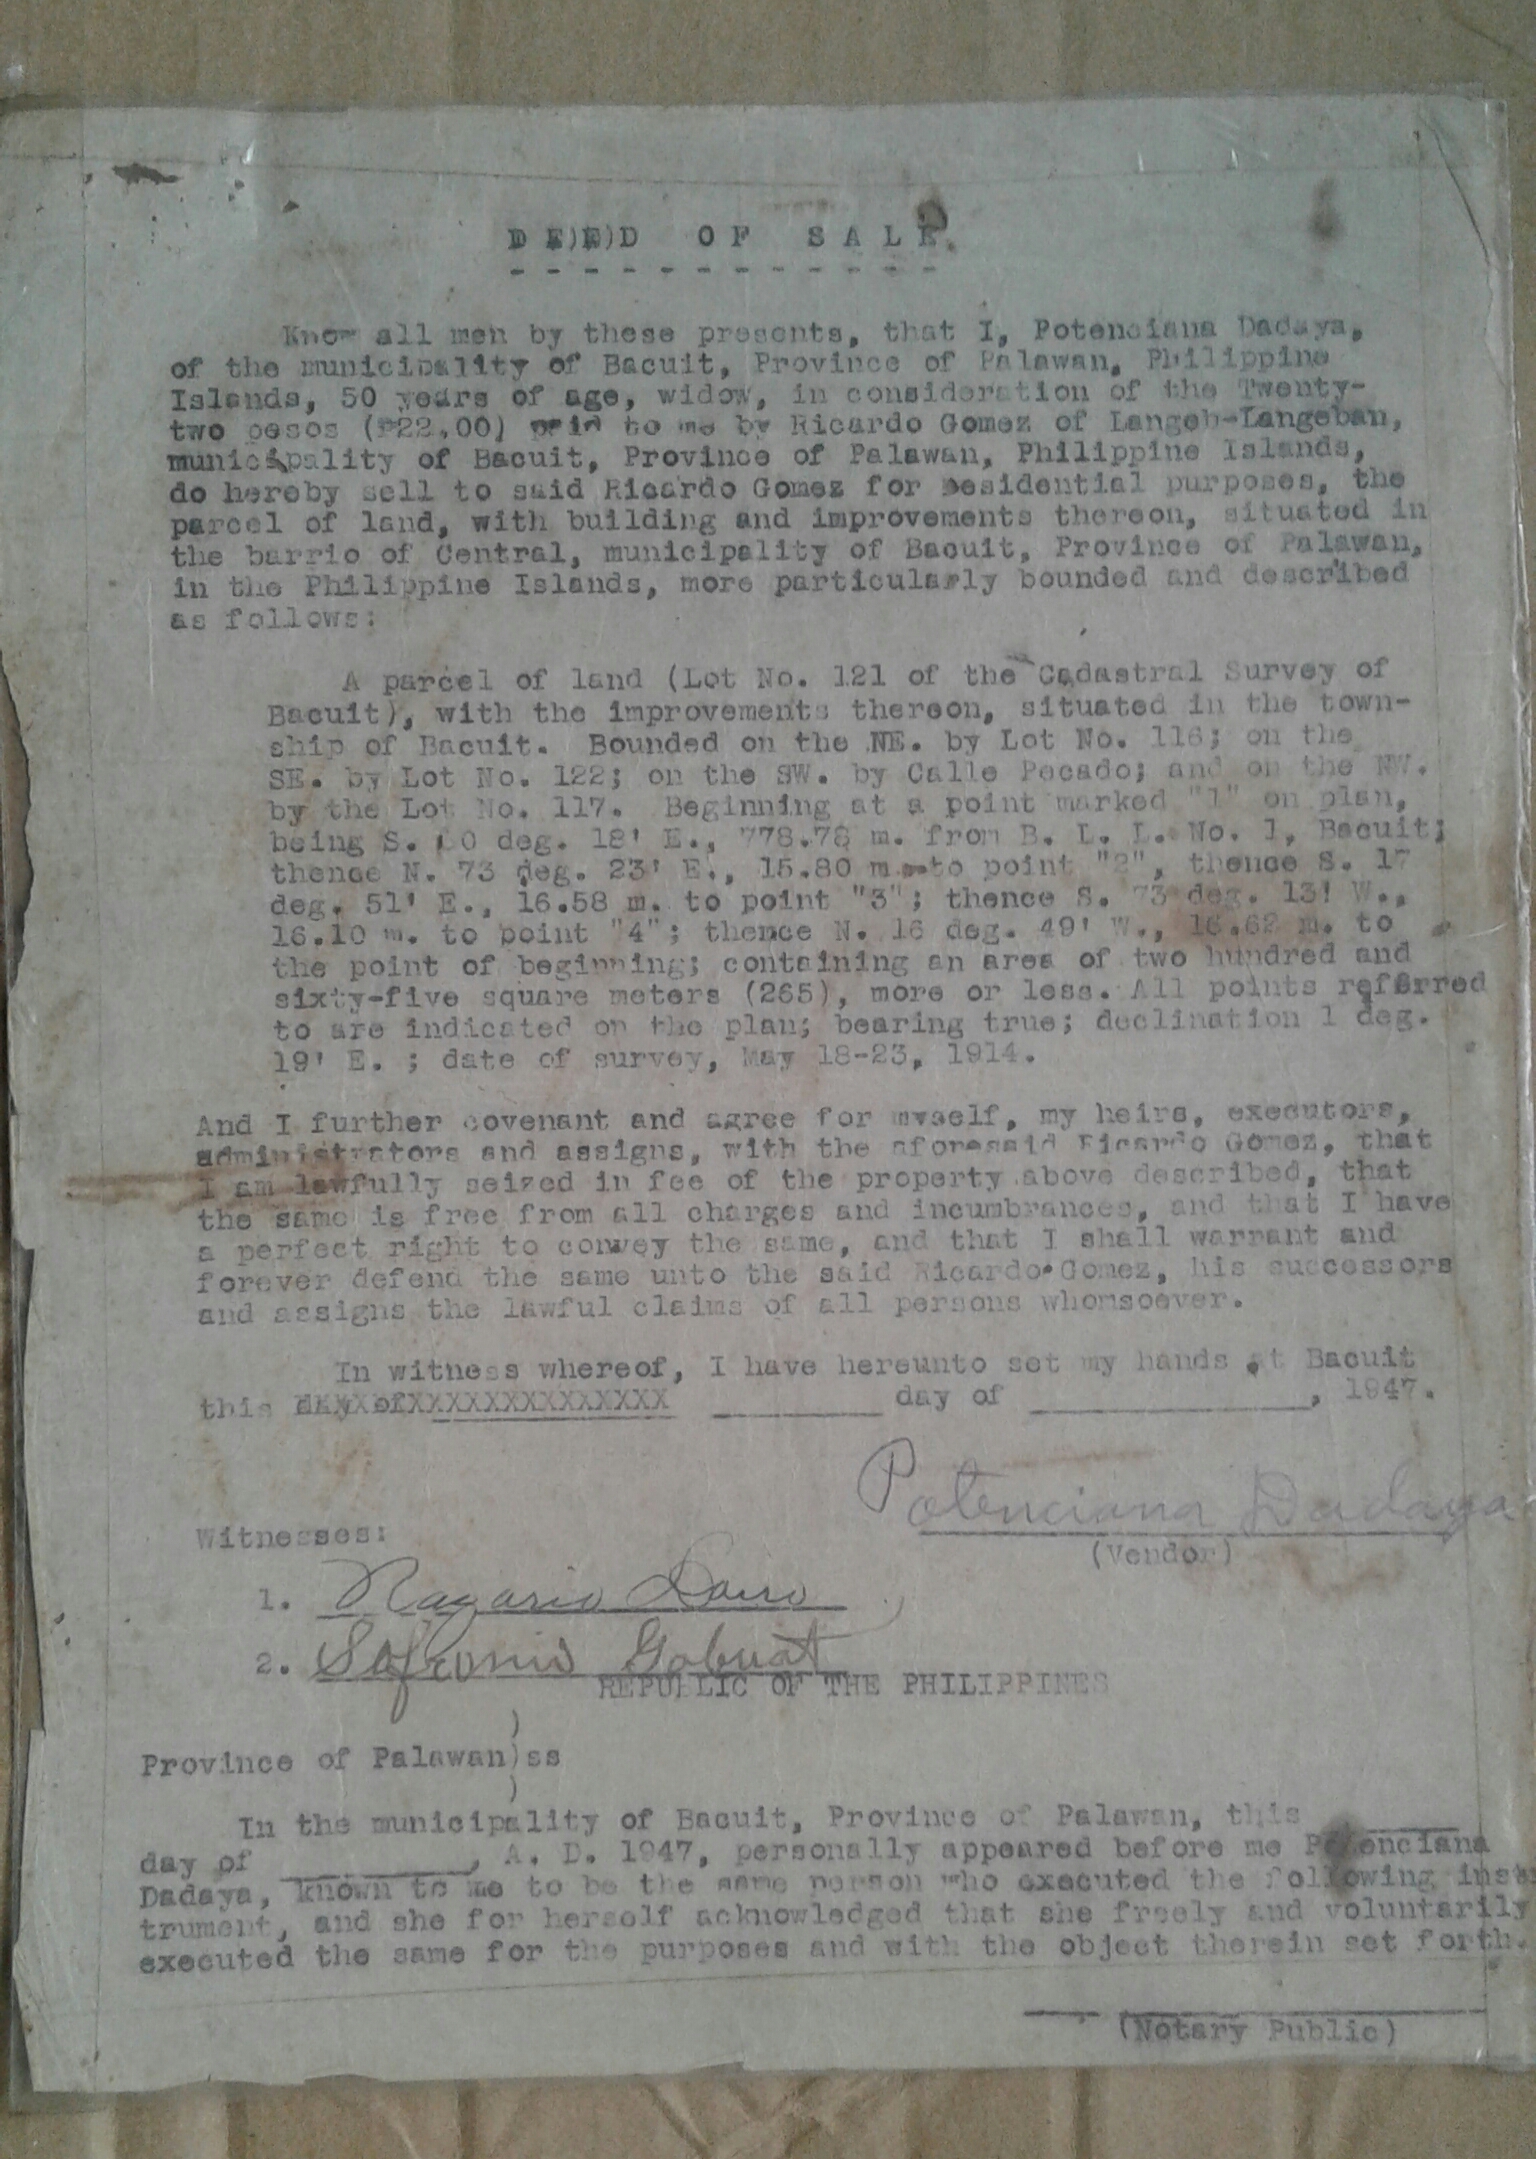 DEED OF SALE.
Know all men by these presents, that I, Potenciana Dadaya,
of the municipality of Bacuit, Province of Palawan, Philippine
Islands, 50 years of age, widow, in consideration of the Twenty-
two pesos (₱22.00) paid to me by Ricardo Gomez of Langeb-Langeban,
municipality of Bacuit, Province of Palawan, Philippine Islands,
do hereby sell to said Ricardo Gomez for residential purposes, the
parcel of land, with building and improvements thereon, situated in
the barrio of Central, municipality of Bacuit, Province of Palawan,
in the Philippine Islands, more particularly bounded and described
as follows:
A parcel of land (Lot No. 121 of the Cadastral Survey of
Bacuit), with the improvements thereon, situated in the town-
ship of Bacuit. Bounded on the NE. by Lot No. 116; on the
SE. by Lot No. 122; on the SW. by Calle Pecado; and on the NW.
by the Lot No. 117. Beginning at a point marked "1" on plan,
being S. deg. 18' E., 778.78 m. from B. L. L. No. 1, Bacuit;
thence N. 73 deg. 23' E., 15.80 m. to point "2", thence S. 17
deg. 51' E., 16.58 m. to point "3"; thence S. 73 deg. 13' W.,
16.10 m. to point "4"; thence N. 16 deg. 49' W., 16.62 m. to
the point of beginning; containing an area of two hundred and
sixty-five square meters (265), more or less. All points referred
to are indicated on the plan; bearing true; declination 1 deg.
19' E. ; date of survey, May 18-23, 1914.
And I further covenant and agree for myself, my heirs, executors,
administrators and assigns, with the aforesaid Ricardo Gomez, that
I am lawfully seized in fee of the property above described, that
the same is free from all charges and incumbrances, and that I have
a perfect right to convey the same, and that I shall warrant and
forever defend the same unto the said Ricardo Gomez, his successors
and assigns the lawful claims of all persons whomsoever.
In witness whereof, I have hereunto set my hands at Bacuit
this day of , 1947.
Potenciana Dadaya
(Vendor)
Witnesses:
1. Nazario
2. Sofronio Gabuat
REPUBLIC OF THE PHILIPPINES
)
Province of Palawan)ss
)
In the municipality of Bacuit, Province of Palawan, this
day of , A. D. 1947, personally appeared before me Potenciana
Dadaya, known to me to be the same person who executed the following ins-
trument, and she for herself acknowledged that she freely and voluntarily
executed the same for the purposes and with the object therein set forth.
(Notary Public)